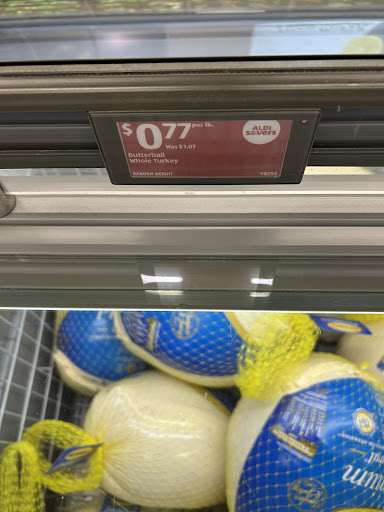 $0.77 per lb.
ALDI
savers
Was $1.07
Butterball
Whole Turkey
RANDOM WEIGHT